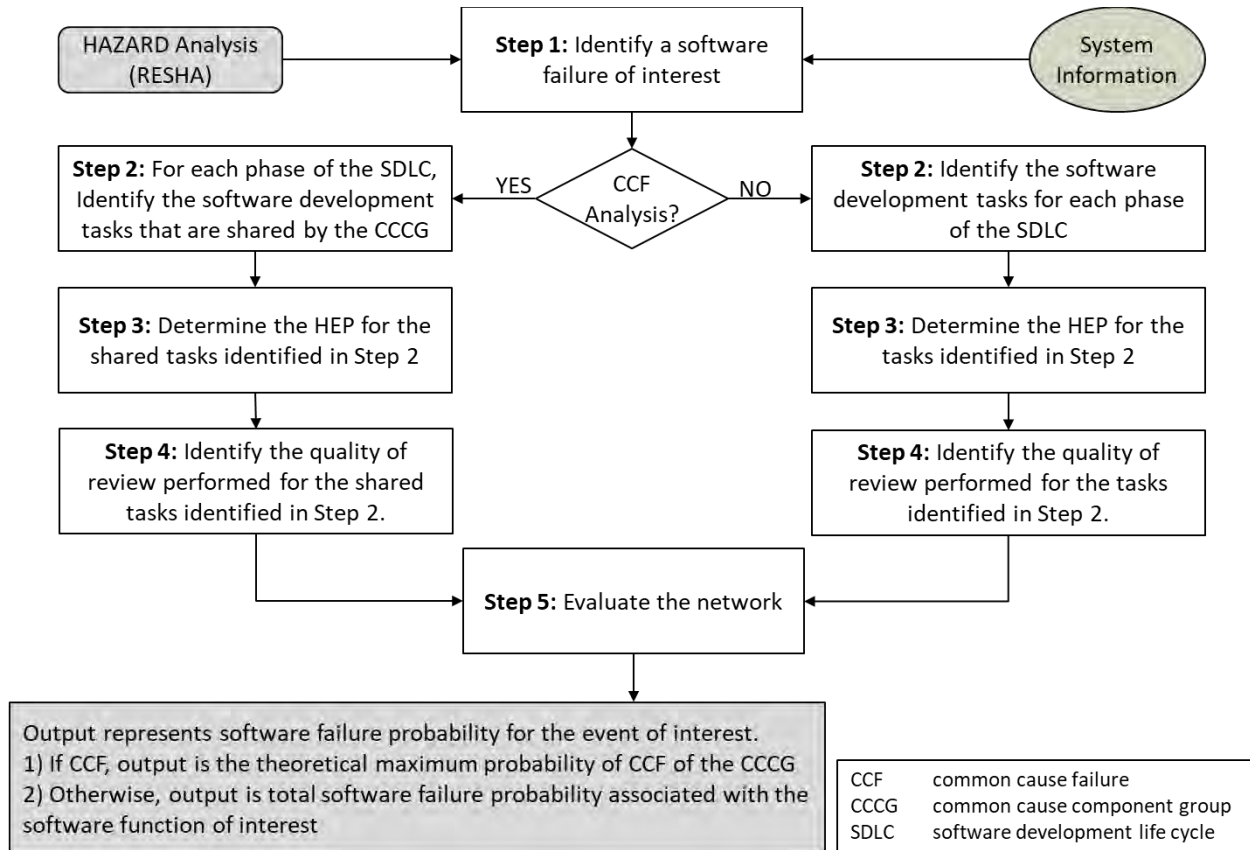 HAZARD Analysis
(RESHA)
Step 1: Identify a software
failure of interest
System
Information
CCF
Analysis?
YES
NO
Step 2: For each phase of the SDLC,
Identify the software development
tasks that are shared by the CCCG
Step 2: Identify the software
development tasks for each phase
of the SDLC
Step 3: Determine the HEP for the
shared tasks identified in Step 2
Step 3: Determine the HEP for the
tasks identified in Step 2
Step 4: Identify the quality of
review performed for the shared
tasks identified in Step 2.
Step 4: Identify the quality of
review performed for the tasks
identified in Step 2.
Step 5: Evaluate the network
Output represents software failure probability for the event of interest.
1) If CCF, output is the theoretical maximum probability of CCF of the CCCG
2) Otherwise, output is total software failure probability associated with the
software function of interest
CCF common cause failure
CCCG common cause component group
SDLC software development life cycle